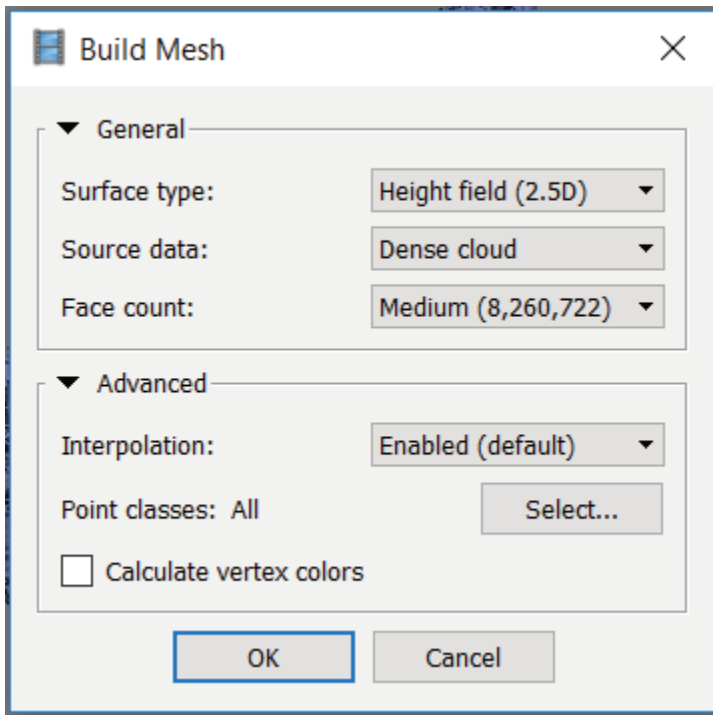 Build Mesh
General
Surface type: Height field (2.5D)
Source data: Dense cloud
Face count: Medium (8,260,722)
Advanced
Interpolation: Enabled (default)
Point classes: All Select...
Calculate vertex colors
OK Cancel